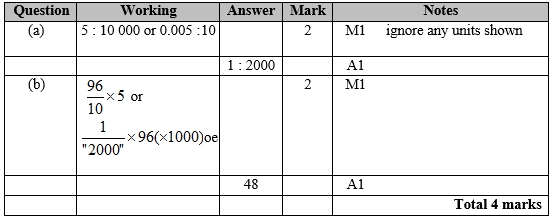 Question Working Answer Mark Notes
(a) 5 : 10 000 or 0.005 :10 2 M1 ignore any units shown
1 : 2000 A1
(b) 96/10 ×5 or 2 M1
1/"2000" ×96(×1000)oe
48 A1
Total 4 marks